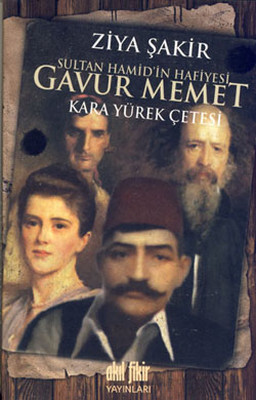 ZİYA ŞAKİR
SULTAN HAMİD'İN HAFİYESİ
GAVUR MEMET
KARA YÜREK ÇETESİ
akıl fikir
YAYINLARI